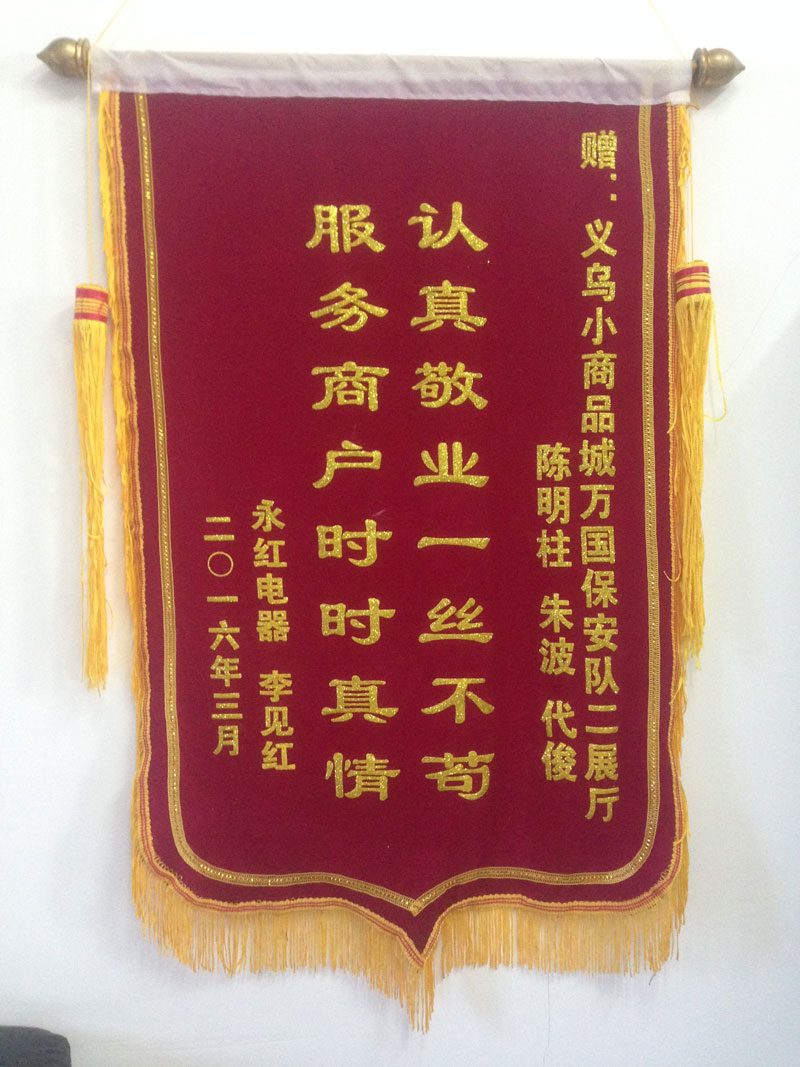 赠：义乌小商品城万国保安队二展厅
陈明柱 朱波 代俊
认真敬业一丝不苟
服务商户时时真情
永红电器 李见红
二〇一六年三月